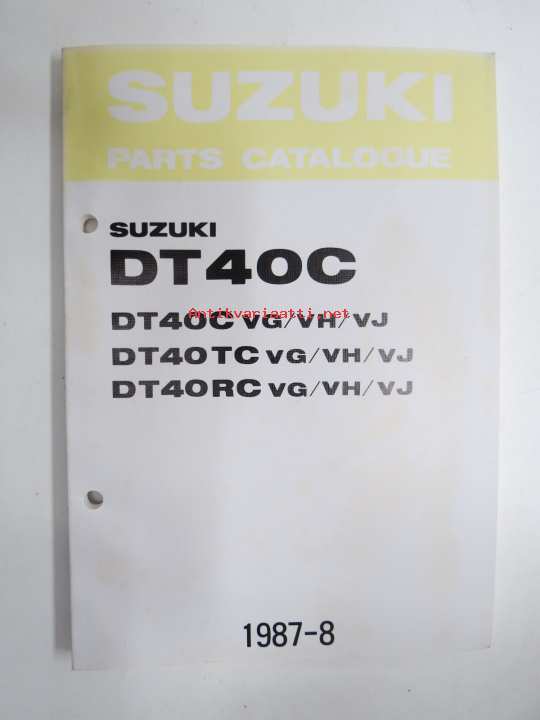 SUZUKI
PARTS CATALOGUE
SUZUKI
DT40C
Antikvariaatti.net
DT40C VG/VH/VJ
DT40TC VG/VH/VJ
DT40RC VG/VH/VJ
1987-8